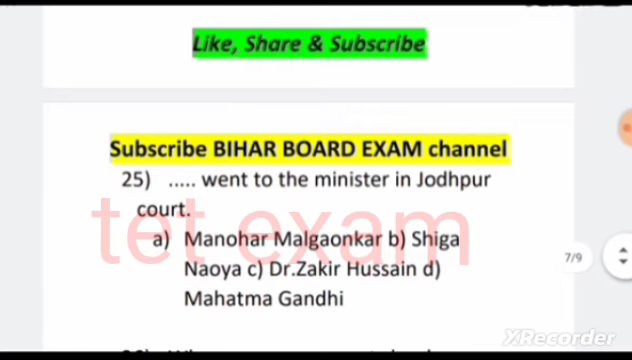 Like, Share & Subscribe
Subscribe BIHAR BOARD EXAM channel
25) ..... went to the minister in Jodhpur
court.
tet exam
a) Manohar Malgaonkar b) Shiga
Naoya c) Dr.Zakir Hussain d)
Mahatma Gandhi
7/9
XRecorder